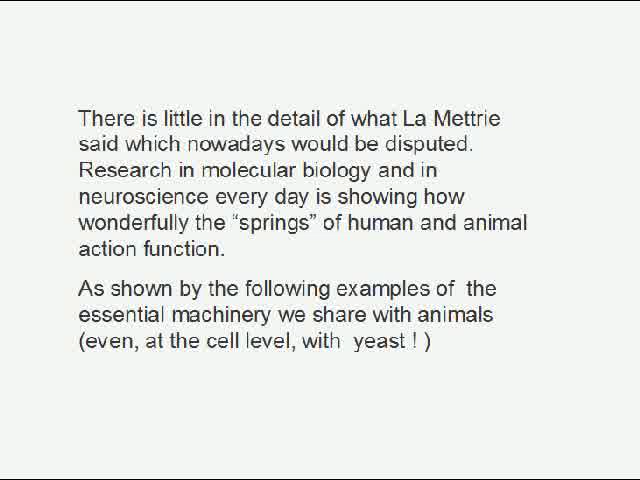 There is little in the detail of what La Mettrie
said which nowadays would be disputed.
Research in molecular biology and in
neuroscience every day is showing how
wonderfully the “springs” of human and animal
action function.
As shown by the following examples of  the
essential machinery we share with animals
(even, at the cell level, with  yeast ! )